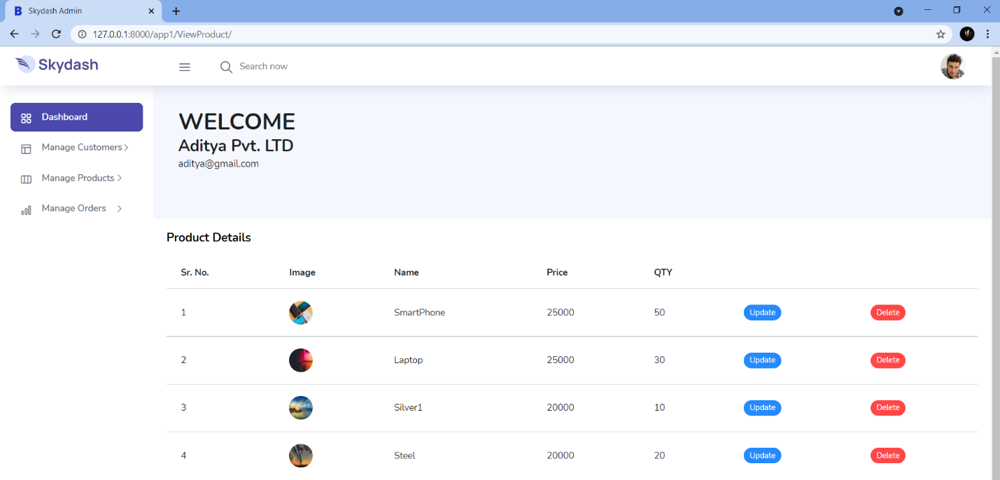 Skydash Admin
127.0.0.1:8000/app1/ViewProduct/
Skydash
Search now
Dashboard
Manage Customers
Manage Products
Manage Orders
WELCOME
Aditya Pvt. LTD
aditya@gmail.com
Product Details
Sr. No. Image Name Price QTY
1 SmartPhone 25000 50 Update Delete
2 Laptop 25000 30 Update Delete
3 Silver1 20000 10 Update Delete
4 Steel 20000 20 Update Delete